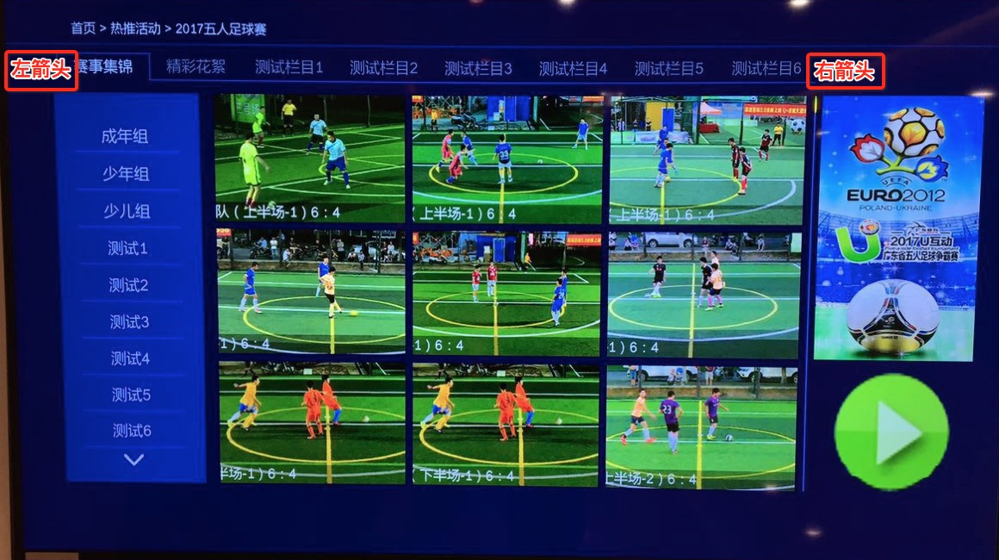 首页 > 热推活动 > 2017五人足球赛
左箭头
赛事集锦
精彩花絮
测试栏目1
测试栏目2
测试栏目3
测试栏目4
测试栏目5
测试栏目6
右箭头
成年组
少年组
少儿组
测试1
测试2
测试3
测试4
测试5
测试6
队(上半场-1)6:4
(上半场-1)6:4
(上半场-1)6:4
1)6:4
1)6:4
1)6:4
半场-1)6:4
(下半场-1)6:4
上半场-2)6:4
UEFA
EURO2012
POLAND-UKRAINE
2017U互动
广东省五人足球争霸赛